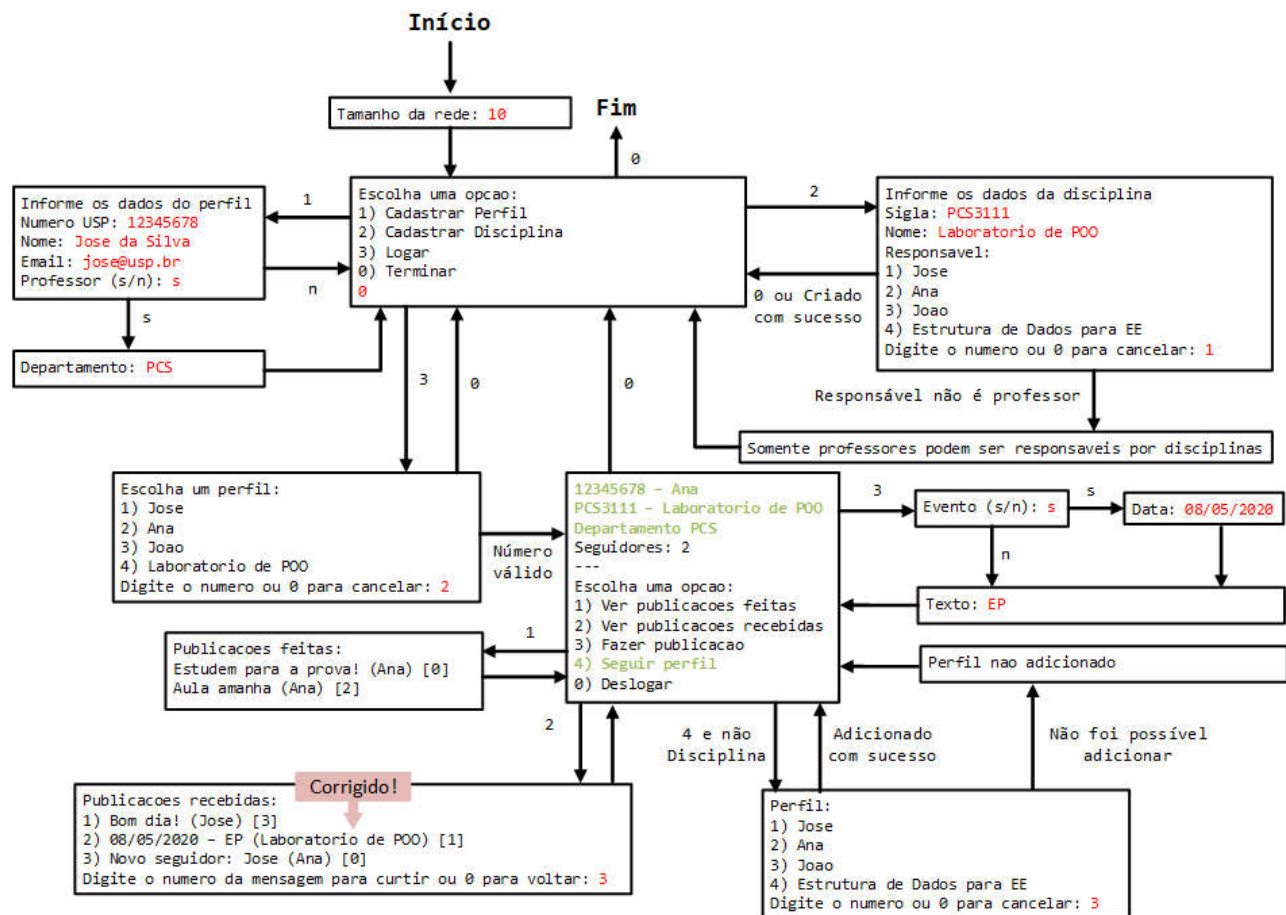 Início
Tamanho da rede: 10
Fim
0
Informe os dados do perfil
Numero USP: 12345678
Nome: Jose da Silva
Email: jose@usp.br
Professor (s/n): s
1
n
s
Departamento: PCS
Escolha uma opcao:
1) Cadastrar Perfil
2) Cadastrar Disciplina
3) Logar
0) Terminar
0
2
Informe os dados da disciplina
Sigla: PCS3111
Nome: Laboratorio de POO
Responsavel:
1) Jose
2) Ana
3) Joao
4) Estrutura de Dados para EE
Digite o numero ou 0 para cancelar: 1
0 ou Criado
com sucesso
Responsável não é professor
Somente professores podem ser responsaveis por disciplinas
3
0
0
Escolha um perfil:
1) Jose
2) Ana
3) Joao
4) Laboratorio de POO
Digite o numero ou 0 para cancelar: 2
Número
válido
12345678 – Ana
PCS3111 – Laboratorio de POO
Departamento PCS
Seguidores: 2
---
Escolha uma opcao:
1) Ver publicacoes feitas
2) Ver publicacoes recebidas
3) Fazer publicacao
4) Seguir perfil
0) Deslogar
3
Evento (s/n): s
s
Data: 08/05/2020
n
Texto: EP
Perfil nao adicionado
1
Publicacoes feitas:
Estudem para a prova! (Ana) [0]
Aula amanha (Ana) [2]
2
4 e não
Disciplina
Adicionado
com sucesso
Não foi possível
adicionar
Corrigido!
Publicacoes recebidas:
1) Bom dia! (Jose) [3]
2) 08/05/2020 – EP (Laboratorio de POO) [1]
3) Novo seguidor: Jose (Ana) [0]
Digite o numero da mensagem para curtir ou 0 para voltar: 3
Perfil:
1) Jose
2) Ana
3) Joao
4) Estrutura de Dados para EE
Digite o numero ou 0 para cancelar: 3